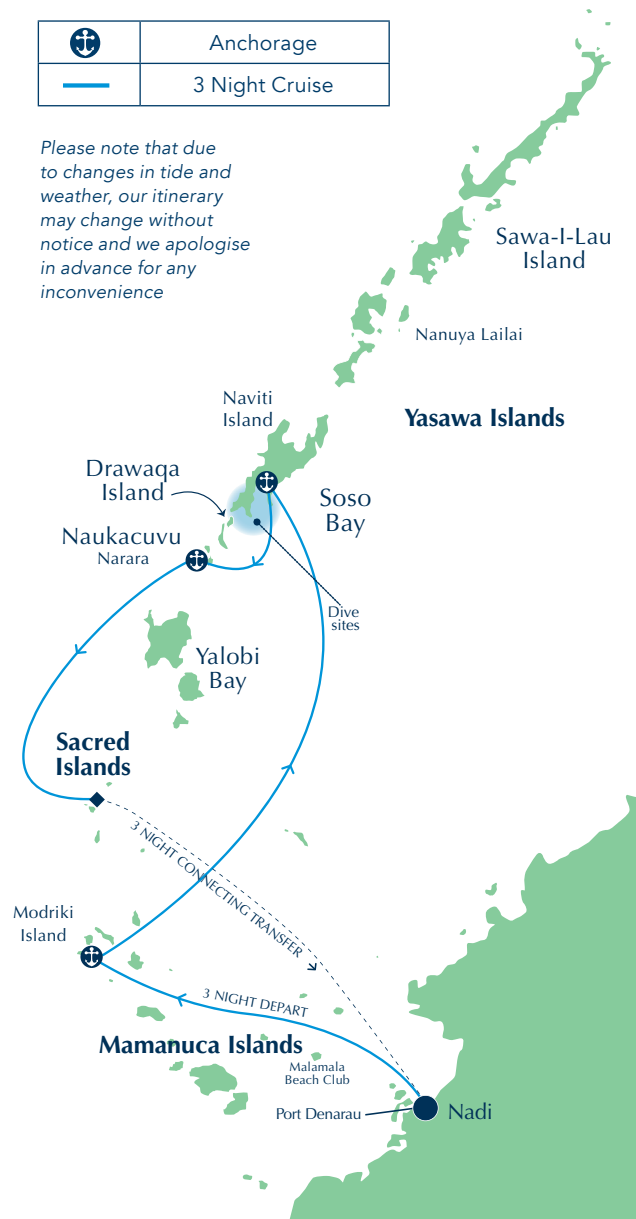 Anchorage
3 Night Cruise
Please note that due
to changes in tide and
weather, our itinerary
may change without
notice and we apologise
in advance for any
inconvenience
Sawa-I-Lau
Island
Nanuya Lailai
Naviti
Island
Yasawa Islands
Drawaqa
Island
Soso
Bay
Naukacuvu
Narara
Dive
sites
Yalobi
Bay
Sacred
Islands
3 NIGHT CONNECTING TRANSFER
Modriki
Island
3 NIGHT DEPART
Mamanuca Islands
Malamala
Beach Club
Port Denarau
Nadi